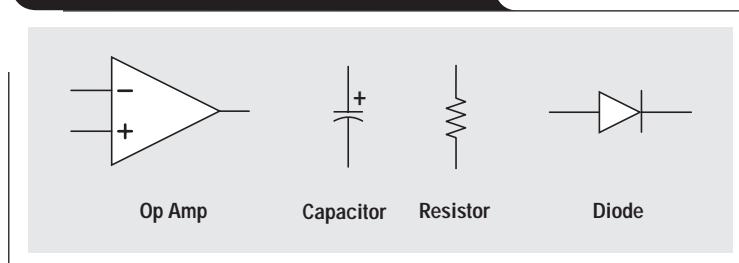 − +
+
Op Amp Capacitor Resistor Diode